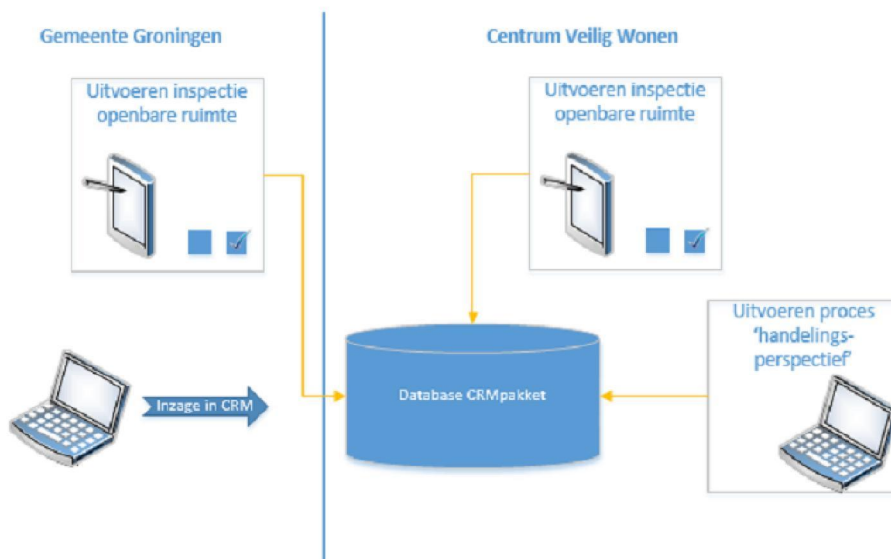 Gemeente Groningen
Centrum Veilig Wonen
Uitvoeren inspectie
openbare ruimte
Uitvoeren inspectie
openbare ruimte
Uitvoeren proces
‘handelings-
perspectief’
Inzage in CRM
Database CRMpakket